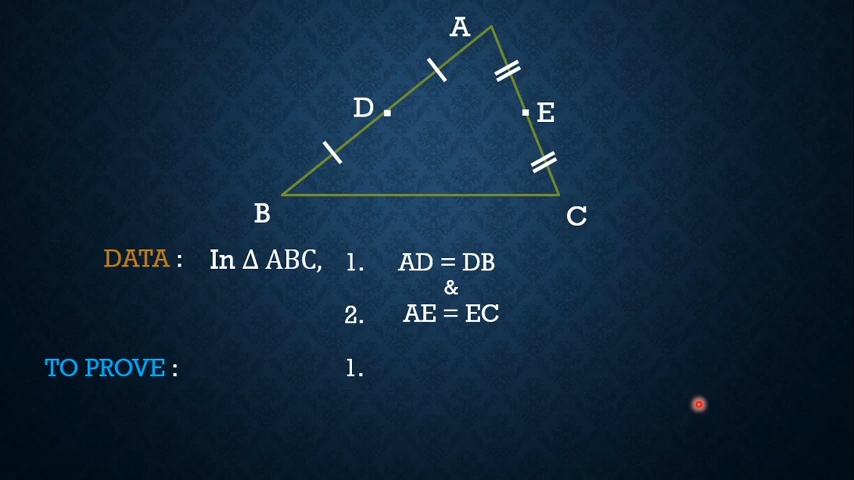 A
D
E
B
C
DATA : In Δ ABC, 1. AD = DB
&
2. AE = EC
TO PROVE : 1.